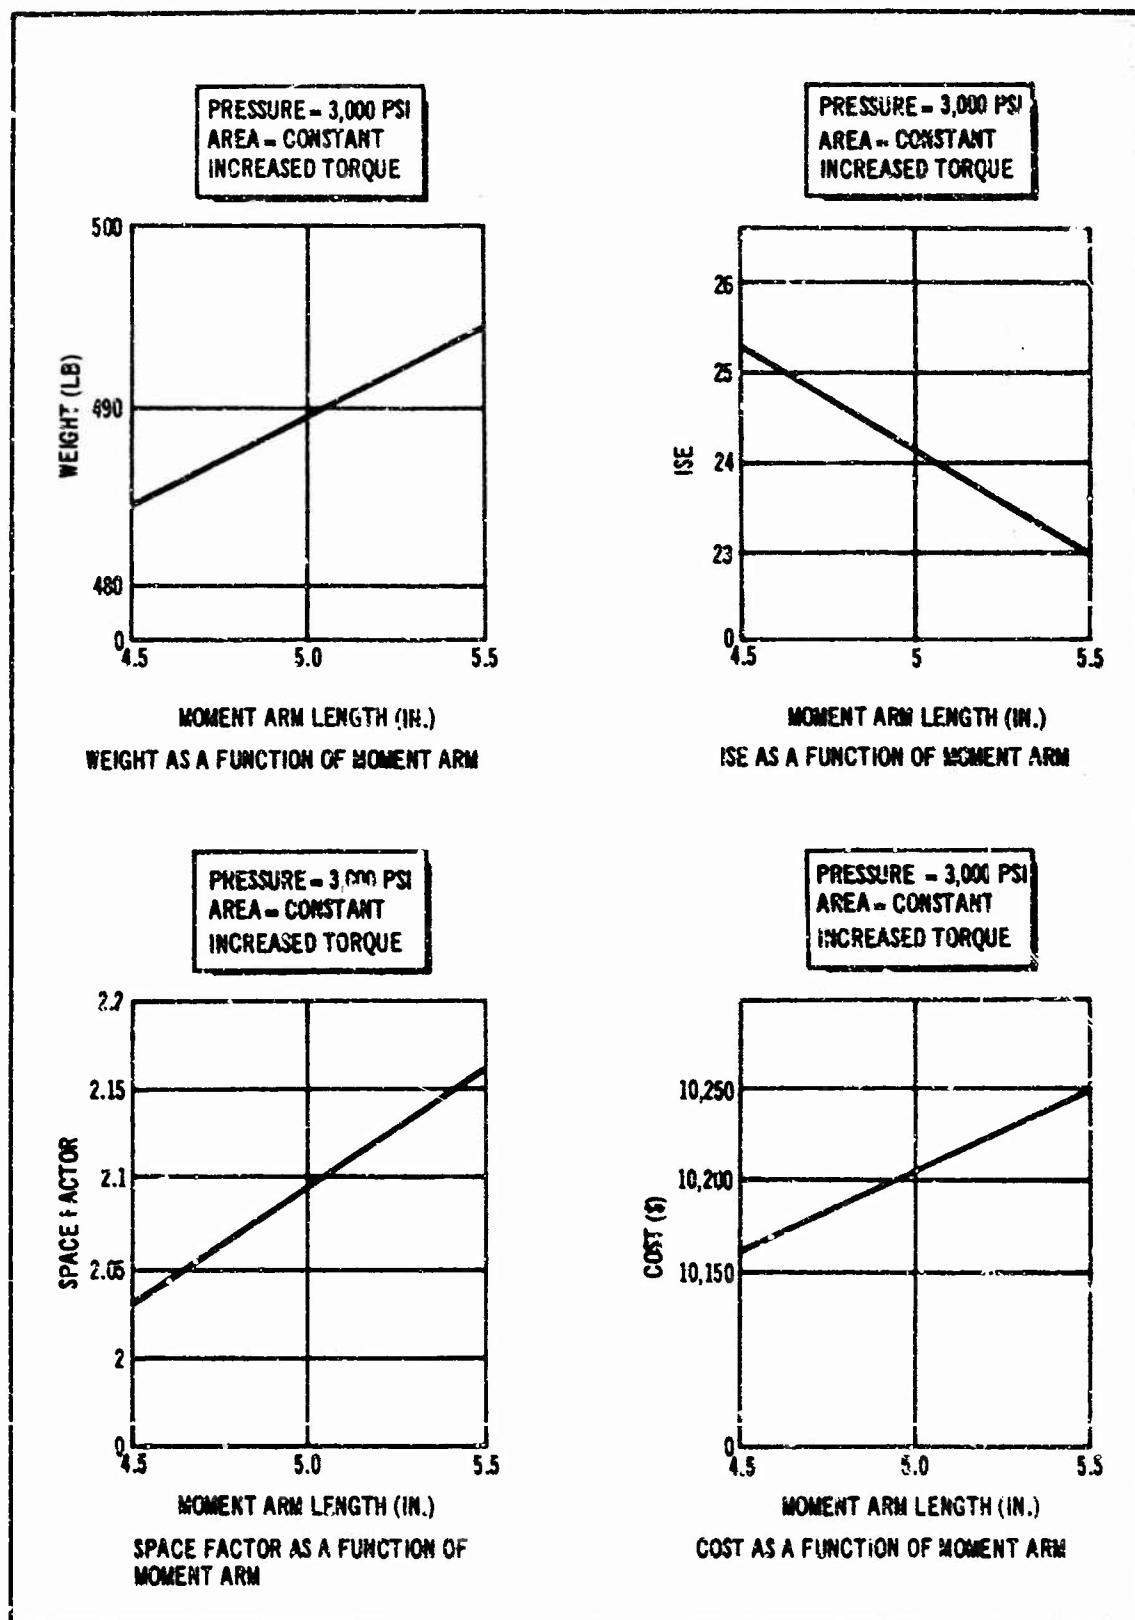 PRESSURE = 3,000 PSI
AREA = CONSTANT
INCREASED TORQUE
500
490
480
0
WEIGHT (LB)
4.5
5.0
5.5
MOMENT ARM LENGTH (IN.)
WEIGHT AS A FUNCTION OF MOMENT ARM
PRESSURE = 3,000 PSI
AREA = CONSTANT
INCREASED TORQUE
26
25
24
23
0
ISE
4.5
5
5.5
MOMENT ARM LENGTH (IN.)
ISE AS A FUNCTION OF MOMENT ARM
PRESSURE = 3,000 PSI
AREA = CONSTANT
INCREASED TORQUE
2.2
2.15
2.1
2.05
2
0
SPACE FACTOR
4.5
5.0
5.5
MOMENT ARM LENGTH (IN.)
SPACE FACTOR AS A FUNCTION OF
MOMENT ARM
PRESSURE = 3,000 PSI
AREA = CONSTANT
INCREASED TORQUE
10,250
10,200
10,150
0
COST ($)
4.5
5.0
5.5
MOMENT ARM LENGTH (IN.)
COST AS A FUNCTION OF MOMENT ARM